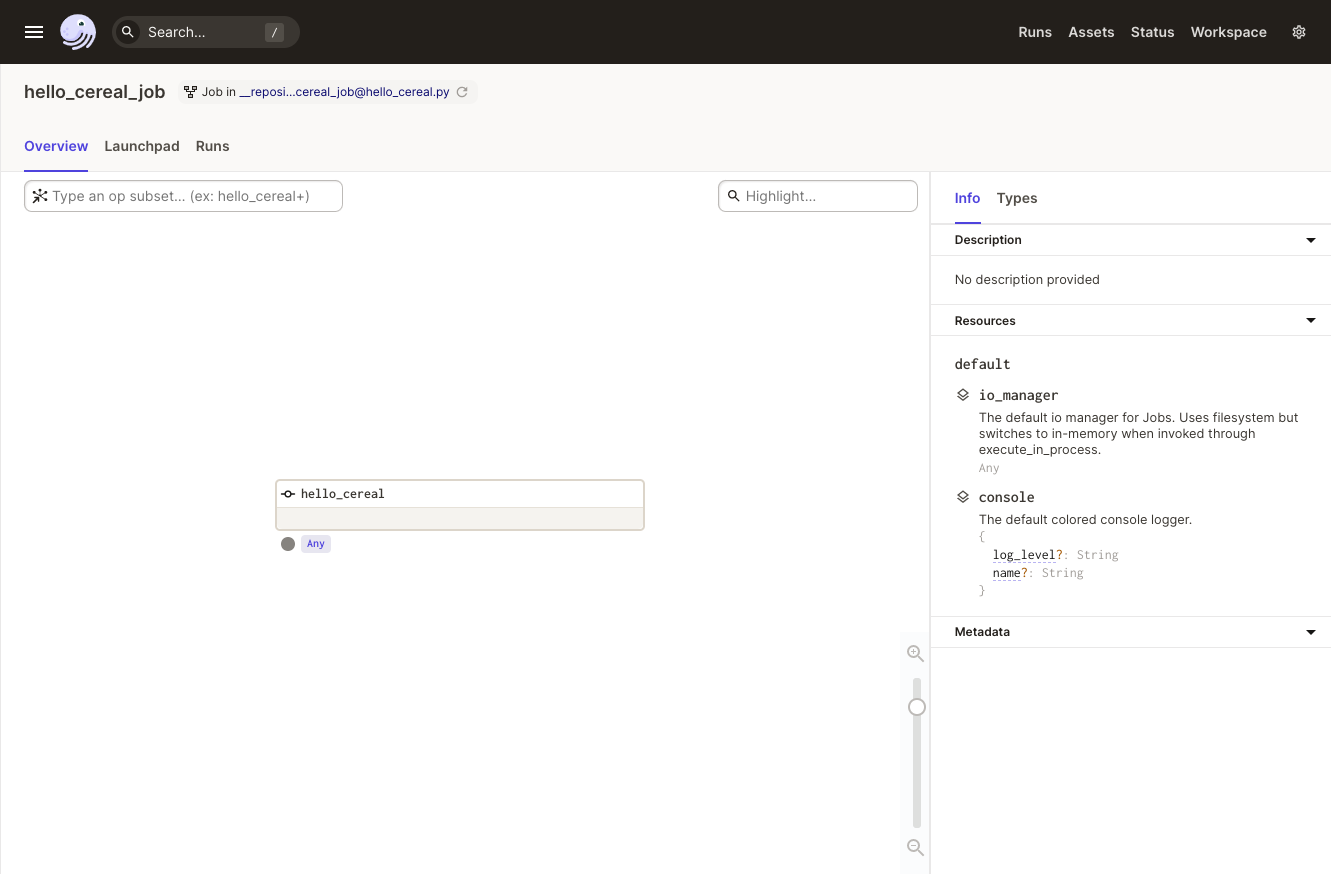 Search... /
Runs Assets Status Workspace
hello_cereal_job Job in __reposi...cereal_job@hello_cereal.py
Overview Launchpad Runs
Type an op subset... (ex: hello_cereal+)
Highlight...
hello_cereal
Any
Info Types
Description
No description provided
Resources
default
io_manager
The default io manager for Jobs. Uses filesystem but
switches to in-memory when invoked through
execute_in_process.
Any
console
The default colored console logger.
{
log_level?: String
name?: String
}
Metadata